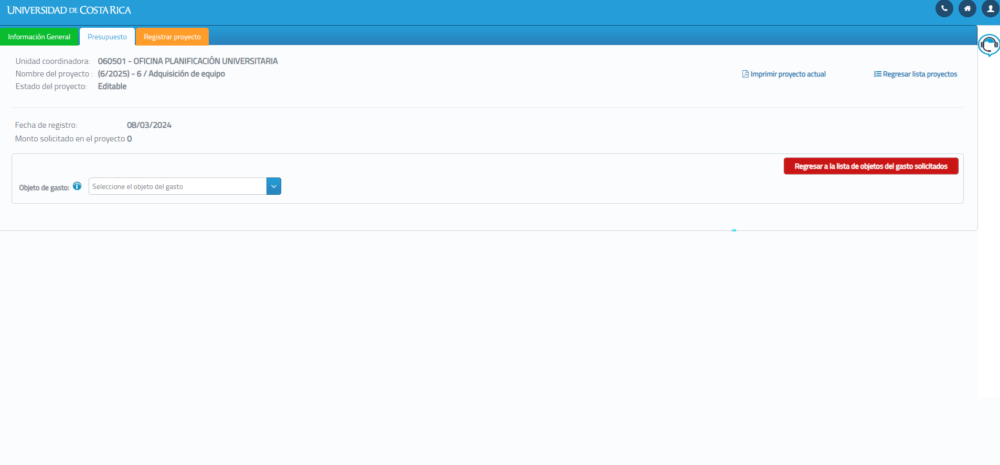 UNIVERSIDAD DE COSTA RICA
Información General
Presupuesto
Registrar proyecto
Unidad coordinadora: 060501 - OFICINA PLANIFICACIÓN UNIVERSITARIA
Nombre del proyecto : (6/2025) - 6 / Adquisición de equipo
Imprimir proyecto actual
Regresar lista proyectos
Estado del proyecto: Editable
Fecha de registro: 08/03/2024
Monto solicitado en el proyecto 0
Regresar a la lista de objetos del gasto solicitados
Objeto de gasto: Seleccione el objeto del gasto